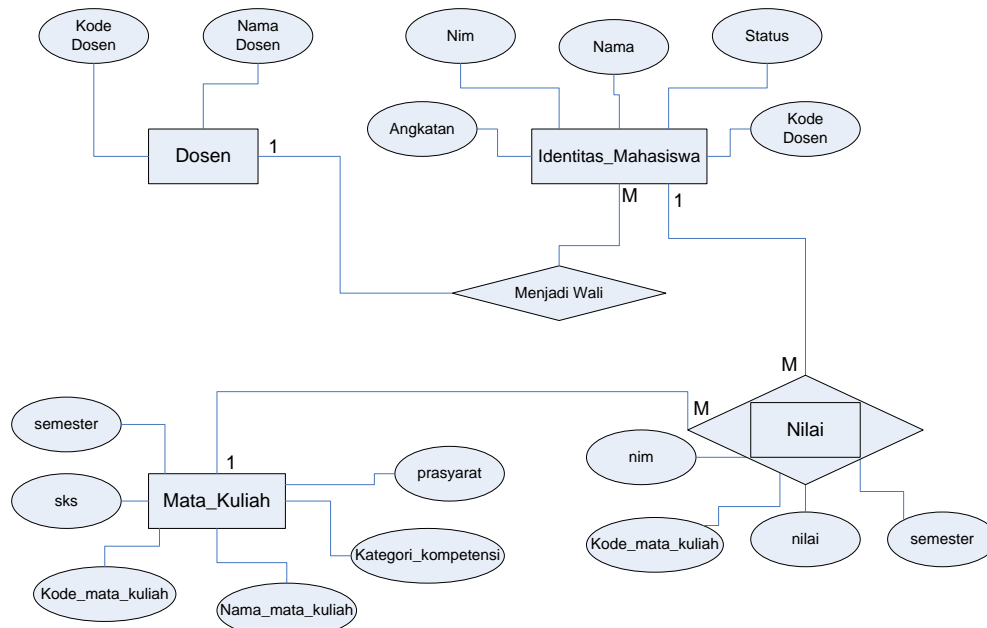 Kode
Dosen
Nama
Dosen
Nim
Nama
Status
Angkatan
Kode
Dosen
Dosen
1
Identitas_Mahasiswa
M
1
Menjadi Wali
M
M
Nilai
semester
1
prasyarat
nim
sks
Mata_Kuliah
Kategori_kompetensi
Kode_mata_kuliah
nilai
semester
Kode_mata_kuliah
Nama_mata_kuliah